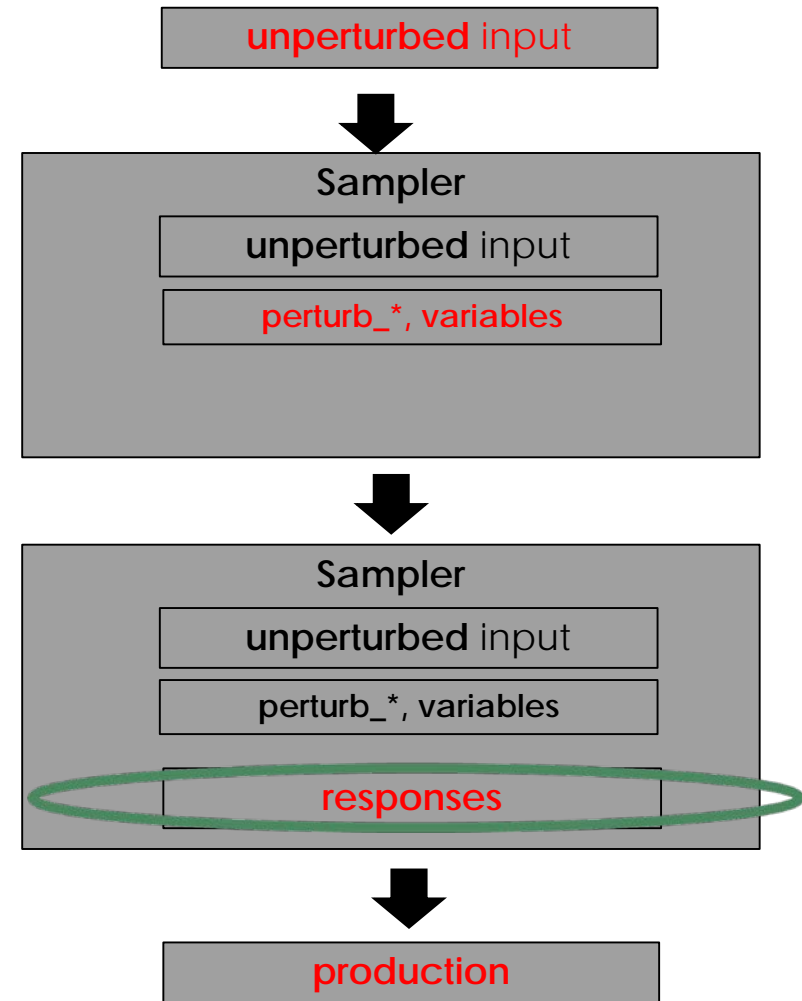 unperturbed input
Sampler
unperturbed input
perturb_*, variables
Sampler
unperturbed input
perturb_*, variables
responses
production